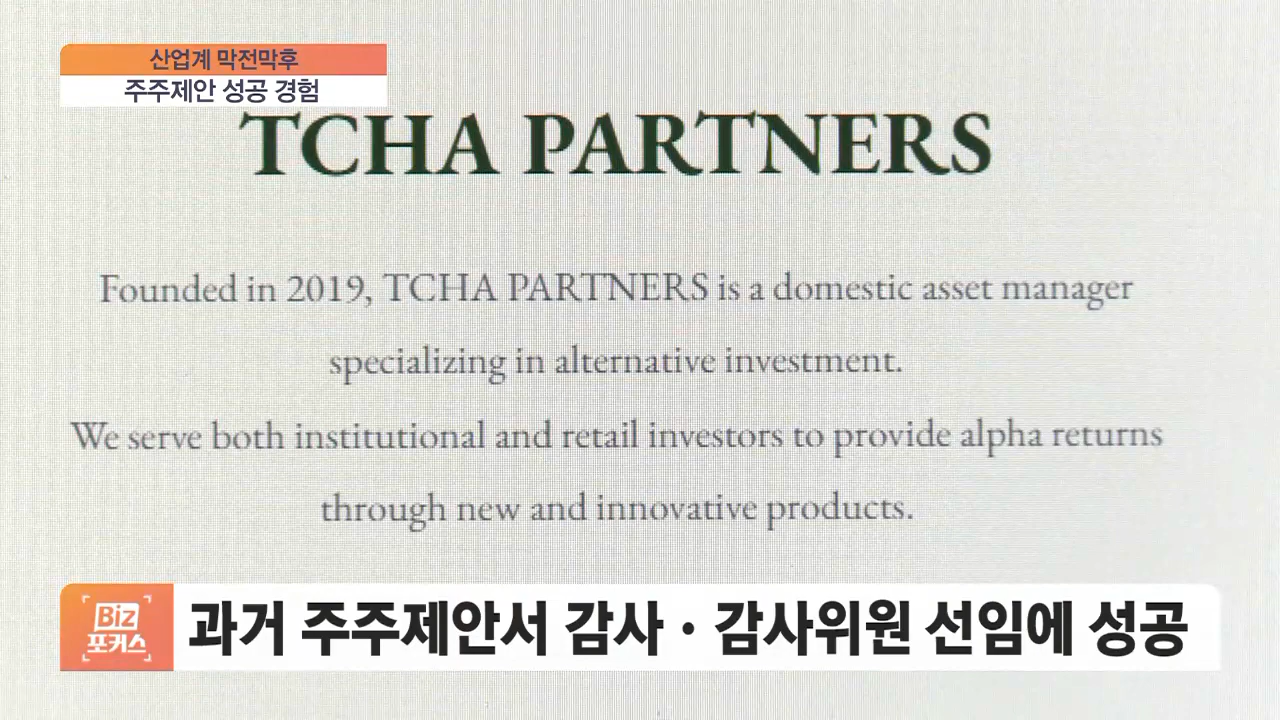 산업계 막전막후
주주제안 성공 경험
TCHA PARTNERS
Founded in 2019, TCHA PARTNERS is a domestic asset manager
specializing in alternative investment.
We serve both institutional and retail investors to provide alpha returns
through new and innovative products.
Biz
포커스
과거 주주제안서 감사·감사위원 선임에 성공